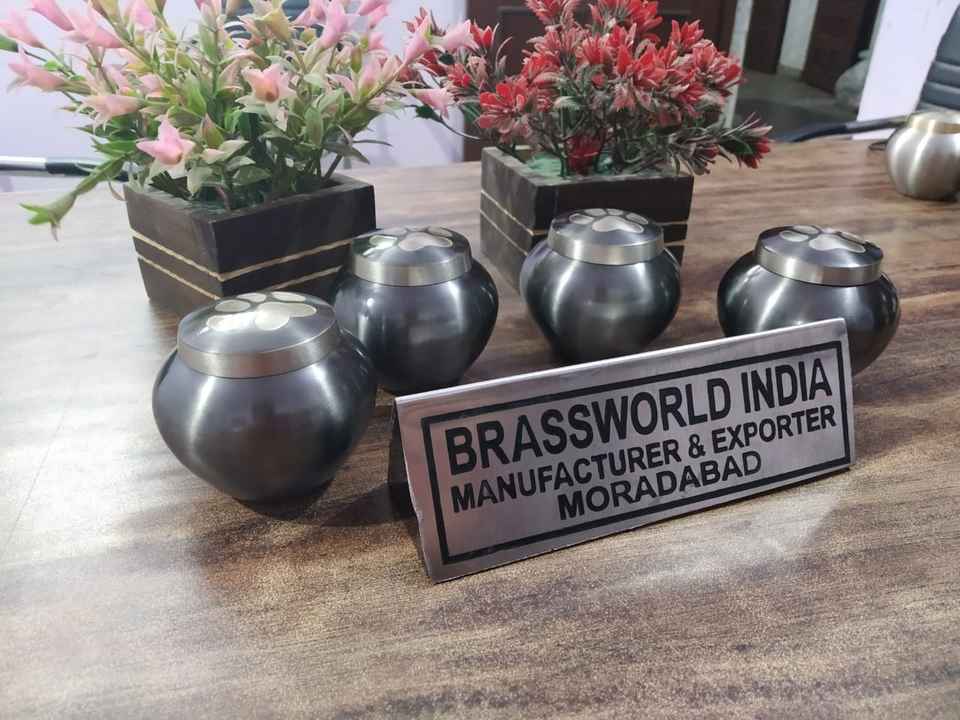 BRASSWORLD INDIA
MANUFACTURER & EXPORTER
MORADABAD